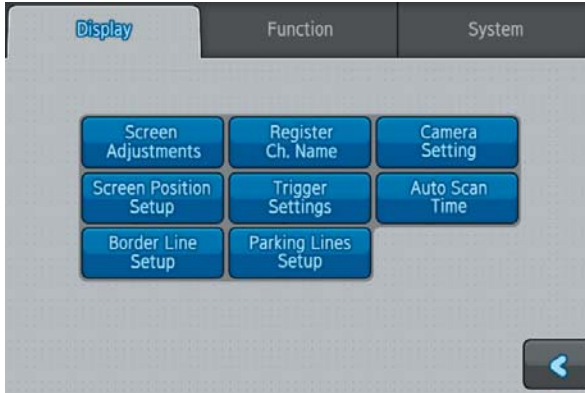 Display Function System
Screen Register Camera
Adjustments Ch. Name Setting
Screen Position Trigger Auto Scan
Setup Settings Time
Border Line Parking Lines
Setup Setup